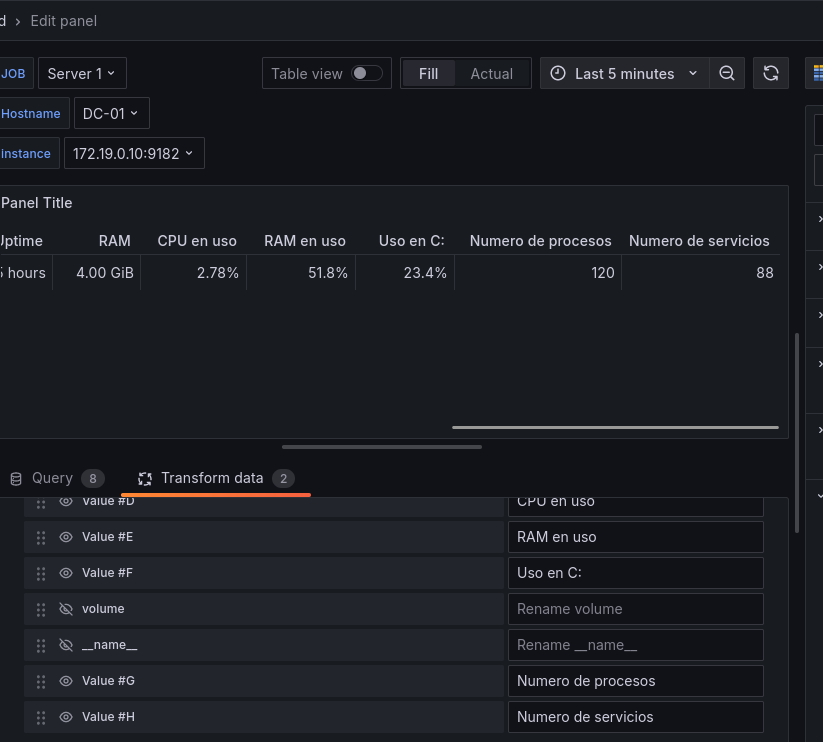 d › Edit panel
JOB Server 1 Table view Fill Actual Last 5 minutes
Hostname DC-01
instance 172.19.0.10:9182
Panel Title
Uptime RAM CPU en uso RAM en uso Uso en C: Numero de procesos Numero de servicios
5 hours 4.00 GiB 2.78% 51.8% 23.4% 120 88
Query 8 Transform data 2
Value #D CPU en uso
Value #E RAM en uso
Value #F Uso en C:
volume Rename volume
__name__ Rename __name__
Value #G Numero de procesos
Value #H Numero de servicios